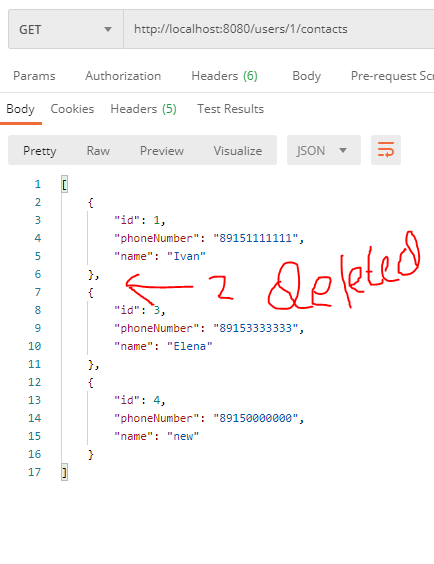 GET http://localhost:8080/users/1/contacts
Params Authorization Headers (6) Body Pre-request Scr
Body Cookies Headers (5) Test Results
Pretty Raw Preview Visualize JSON
1 [
2 {
3 "id": 1,
4 "phoneNumber": "89151111111",
5 "name": "Ivan"
6 },
2 deleted
7 {
8 "id": 3,
9 "phoneNumber": "89153333333",
10 "name": "Elena"
11 },
12 {
13 "id": 4,
14 "phoneNumber": "89150000000",
15 "name": "new"
16 }
17 ]